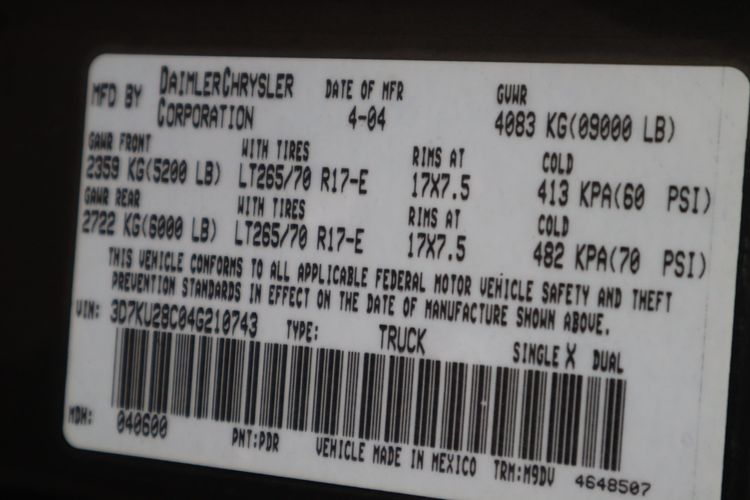 MFD BY DAIMLERCHRYSLER CORPORATION DATE OF MFR 4-04 GVWR 4083 KG(09000 LB)
GAWR FRONT WITH TIRES RIMS AT COLD
2359 KG(5200 LB) LT265/70 R17-E 17X7.5 413 KPA(60 PSI)
GAWR REAR WITH TIRES RIMS AT COLD
2722 KG(6000 LB) LT265/70 R17-E 17X7.5 482 KPA(70 PSI)
THIS VEHICLE CONFORMS TO ALL APPLICABLE FEDERAL MOTOR VEHICLE SAFETY AND THEFT
PREVENTION STANDARDS IN EFFECT ON THE DATE OF MANUFACTURE SHOWN ABOVE.
VIN: 3D7KU28C04G210743 TYPE: TRUCK SINGLE X DUAL
MDH: 040600 PNT:PDR VEHICLE MADE IN MEXICO TRM:M9DV 4648507